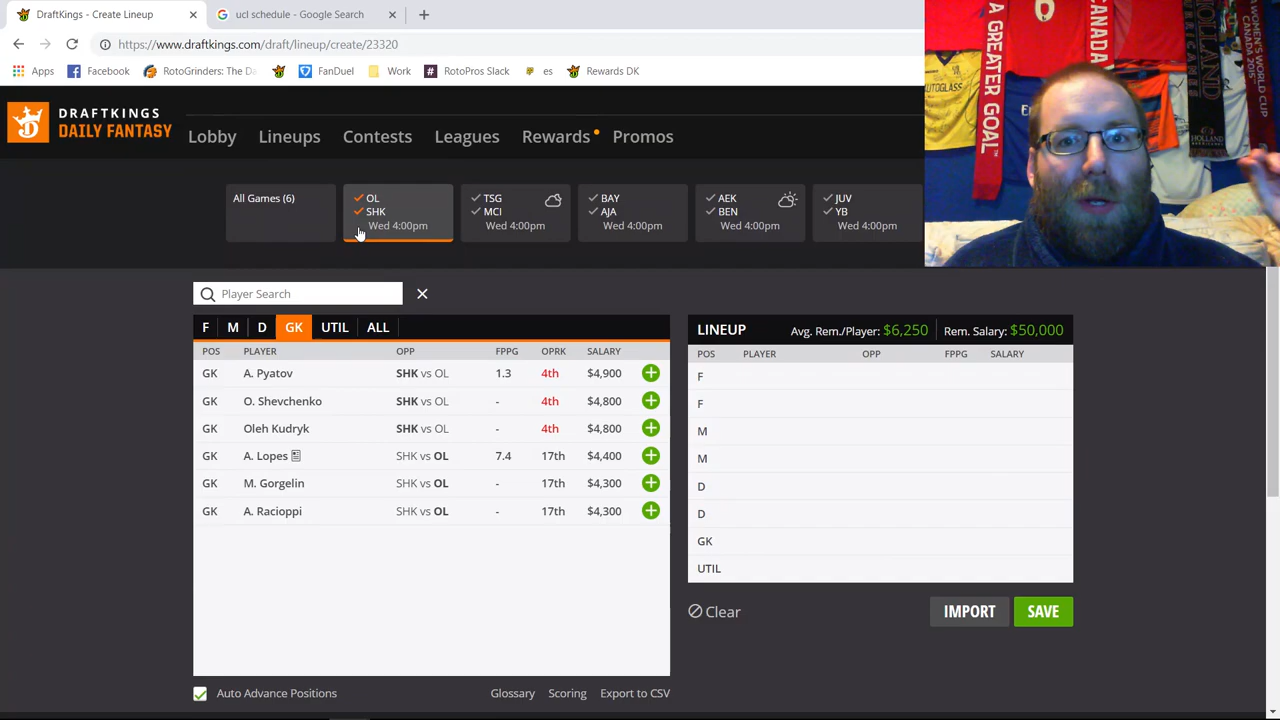 DraftKings - Create Lineup
ucl schedule - Google Search
https://www.draftkings.com/draft/lineup/create/23320
Apps Facebook RotoGrinders: The Da FanDuel Work RotoPros Slack es Rewards DK
DRAFTKINGS
DAILY FANTASY
Lobby Lineups Contests Leagues Rewards Promos
All Games (6)
OL
SHK
Wed 4:00pm
TSG
MCI
Wed 4:00pm
BAY
AJA
Wed 4:00pm
AEK
BEN
Wed 4:00pm
JUV
YB
Wed 4:00pm
A GREATER GOAL
CANADA
HOLLAND
Player Search
F M D GK UTIL ALL
POS PLAYER OPP FPPG OPRK SALARY
GK A. Pyatov SHK vs OL 1.3 4th $4,900
GK O. Shevchenko SHK vs OL - 4th $4,800
GK Oleh Kudryk SHK vs OL - 4th $4,800
GK A. Lopes SHK vs OL 7.4 17th $4,400
GK M. Gorgelin SHK vs OL - 17th $4,300
GK A. Racioppi SHK vs OL - 17th $4,300
Auto Advance Positions
Glossary Scoring Export to CSV
LINEUP Avg. Rem./Player: $6,250 Rem. Salary: $50,000
POS PLAYER OPP FPPG SALARY
F
F
M
M
D
D
GK
UTIL
Clear
IMPORT
SAVE